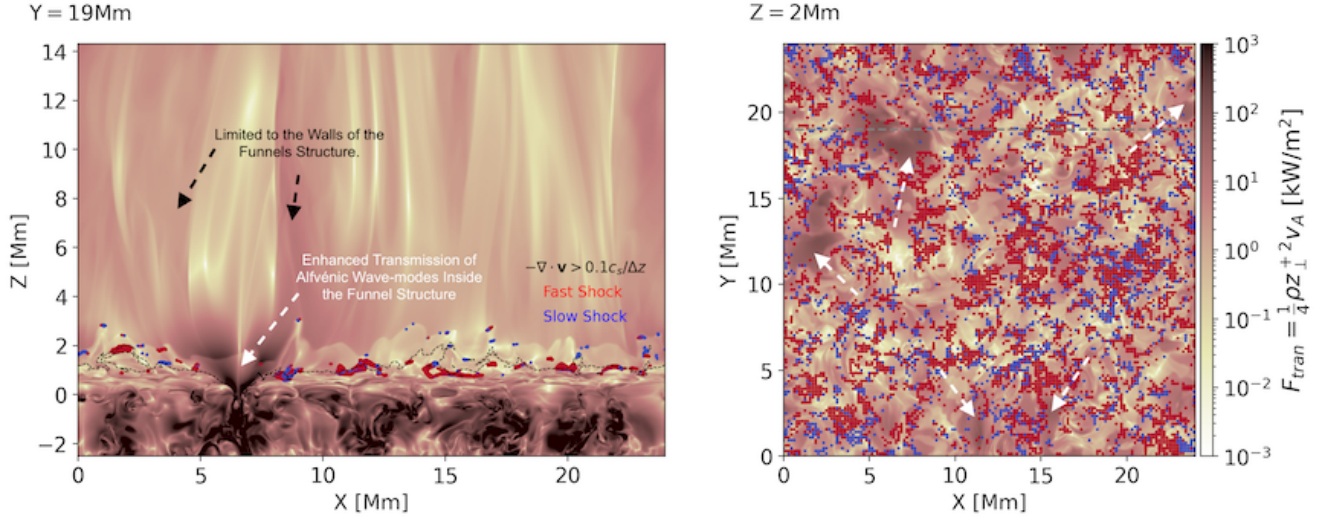 Y = 19Mm
Z = 2Mm
14
12
10
8
6
4
2
0
−2
Z [Mm]
0
5
10
15
20
X [Mm]
Limited to the Walls of the
Funnels Structure.
Enhanced Transmission of
Alfvénic Wave-modes Inside
the Funnel Structure
−∇ · v > 0.1c_s/Δz
Fast Shock
Slow Shock
20
15
10
5
0
Y [Mm]
0
5
10
15
20
X [Mm]
10³
10²
10¹
10⁰
10⁻¹
10⁻²
10⁻³
F_tran = ¼ρz⊥⁺²v_A [kW/m²]